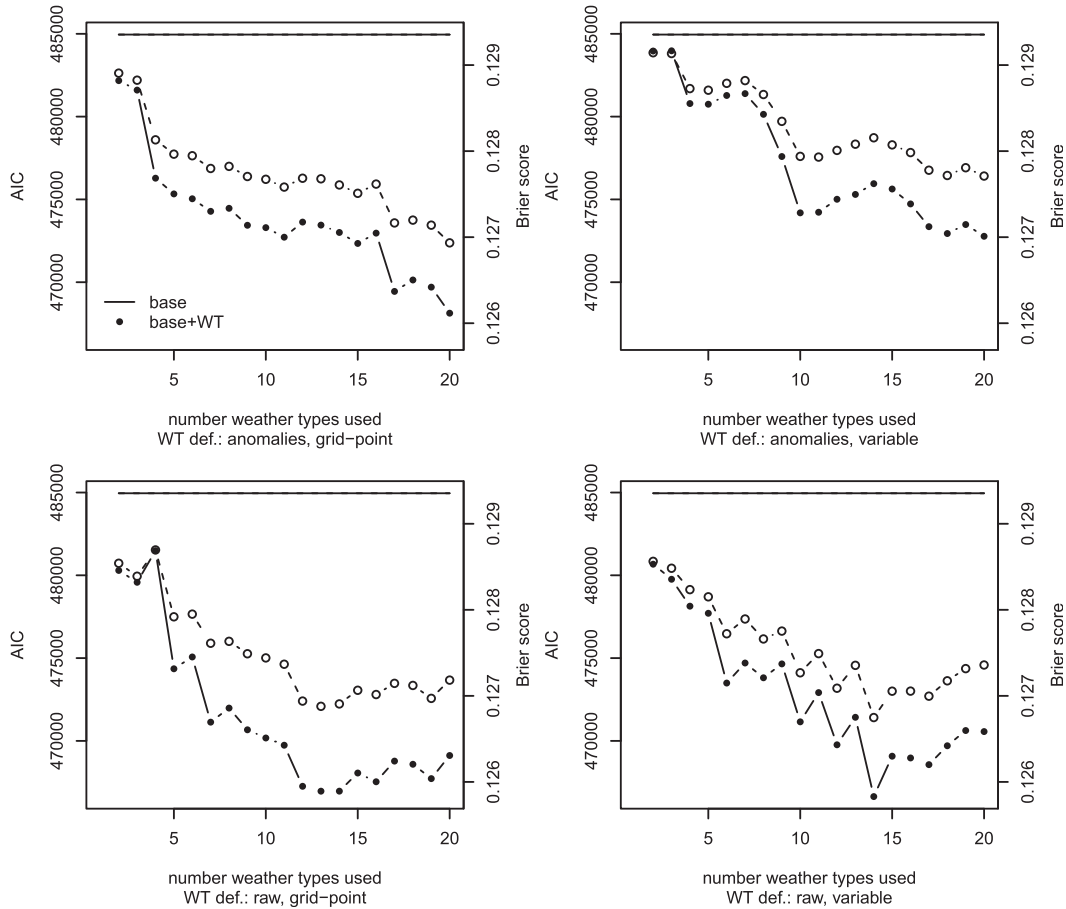 485000
480000
475000
470000
AIC
0.129
0.128
0.127
0.126
Brier score
base
base+WT
5 10 15 20
number weather types used
WT def.: anomalies, grid−point
485000
480000
475000
470000
AIC
0.129
0.128
0.127
0.126
Brier score
5 10 15 20
number weather types used
WT def.: anomalies, variable
485000
480000
475000
470000
AIC
0.129
0.128
0.127
0.126
Brier score
5 10 15 20
number weather types used
WT def.: raw, grid−point
485000
480000
475000
470000
AIC
0.129
0.128
0.127
0.126
Brier score
5 10 15 20
number weather types used
WT def.: raw, variable